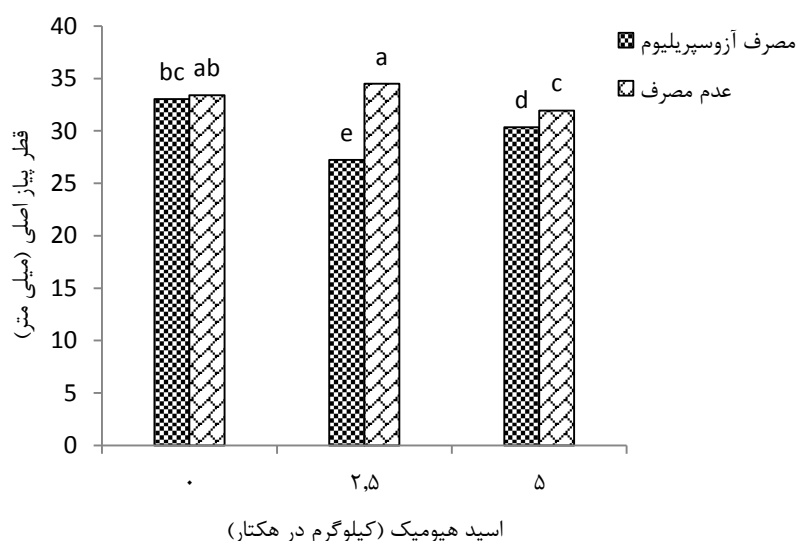 مصرف آزوسپریلیوم
عدم مصرف
قطر پیاز اصلی (میلی متر)
40
35
30
25
20
15
10
5
0
bc
ab
e
a
d
c
۰
۲,۵
۵
اسید هیومیک (کیلوگرم در هکتار)